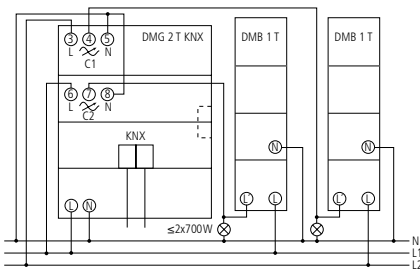 3 4 5 DMG 2 T KNX DMB 1 T DMB 1 T
L N
C1
6 7 8
L N
C2
KNX
N N
L N L L L L
≤2x700W
N
L1
L2